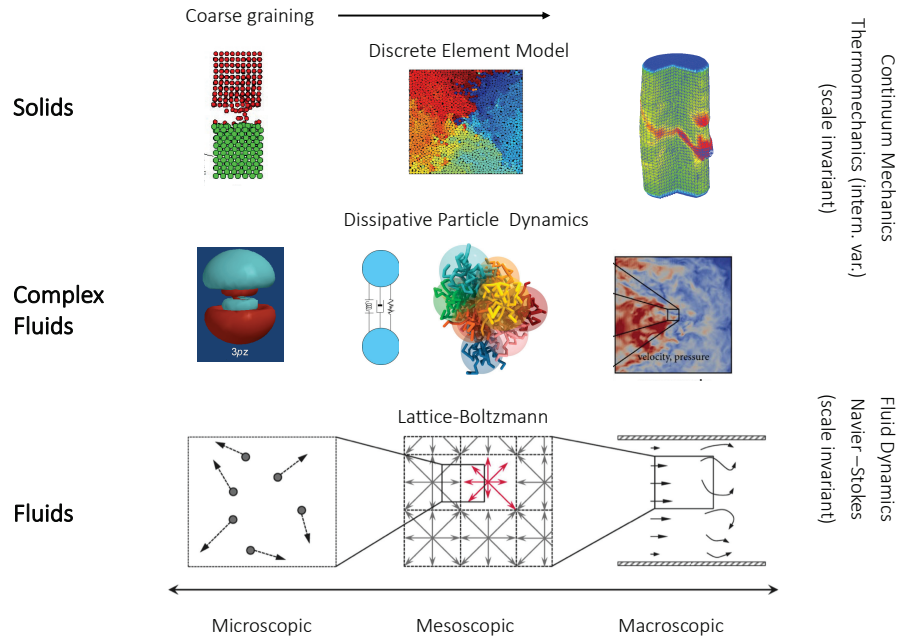 Coarse graining
Solids
Discrete Element Model
Continuum Mechanics
Thermomechanics (intern. var.)
(scale invariant)
Dissipative Particle Dynamics
Complex
Fluids
3pz
velocity, pressure
Lattice-Boltzmann
Fluids
Fluid Dynamics
Navier –Stokes
(scale invariant)
Microscopic
Mesoscopic
Macroscopic